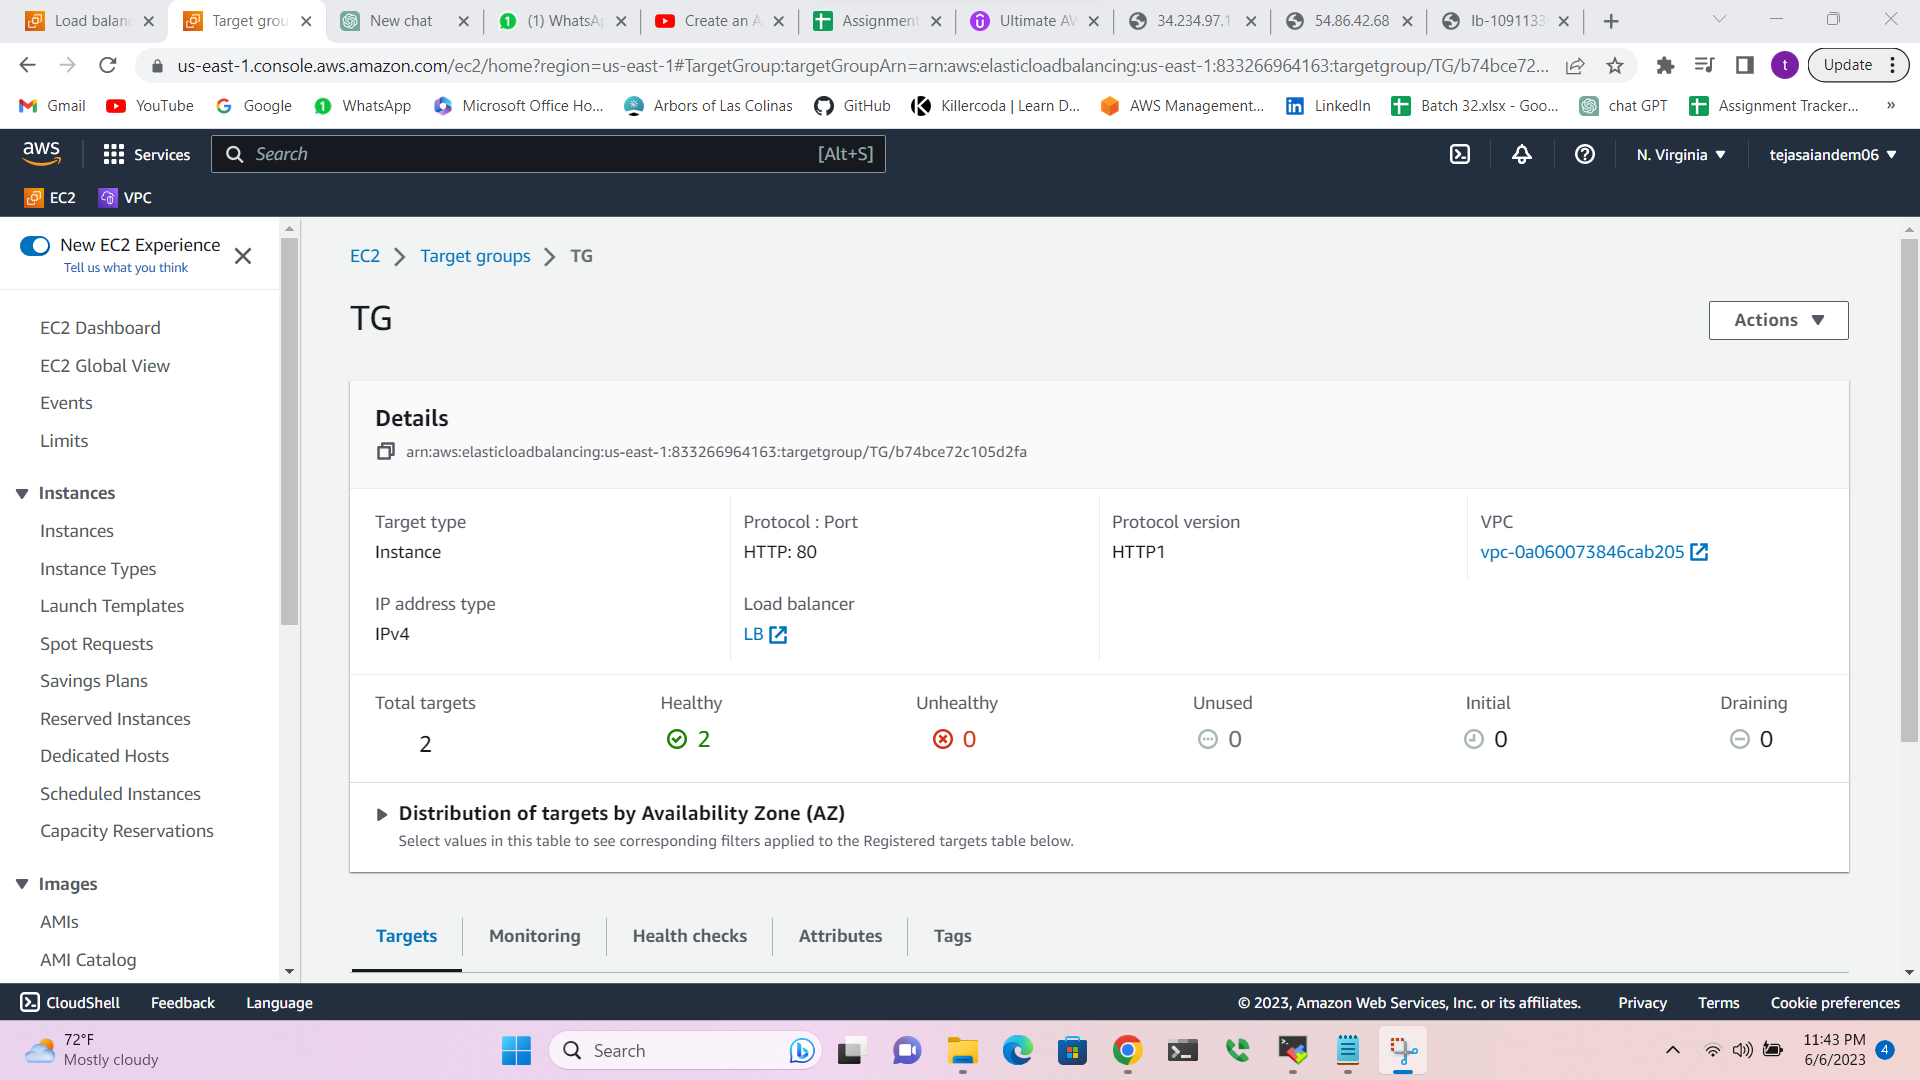 Load balan
Target grou
New chat
(1) WhatsAp
Create an A
Assignment
Ultimate AW
34.234.97.1
54.86.42.68
lb-1091133
us-east-1.console.aws.amazon.com/ec2/home?region=us-east-1#TargetGroup:targetGroupArn=arn:aws:elasticloadbalancing:us-east-1:833266964163:targetgroup/TG/b74bce72...
t
Update
Gmail
YouTube
Google
WhatsApp
Microsoft Office Ho...
Arbors of Las Colinas
GitHub
Killercoda | Learn D...
AWS Management...
LinkedIn
Batch 32.xlsx - Goo...
chat GPT
Assignment Tracker...
»
aws
Services
Search
[Alt+S]
N. Virginia
tejasaiandem06
EC2
VPC
New EC2 Experience
Tell us what you think
EC2 Dashboard
EC2 Global View
Events
Limits
Instances
Instances
Instance Types
Launch Templates
Spot Requests
Savings Plans
Reserved Instances
Dedicated Hosts
Scheduled Instances
Capacity Reservations
Images
AMIs
AMI Catalog
EC2
Target groups
TG
TG
Actions
Details
arn:aws:elasticloadbalancing:us-east-1:833266964163:targetgroup/TG/b74bce72c105d2fa
Target type
Instance
Protocol : Port
HTTP: 80
Protocol version
HTTP1
VPC
vpc-0a060073846cab205
IP address type
IPv4
Load balancer
LB
Total targets
2
Healthy
2
Unhealthy
0
Unused
0
Initial
0
Draining
0
Distribution of targets by Availability Zone (AZ)
Select values in this table to see corresponding filters applied to the Registered targets table below.
Targets
Monitoring
Health checks
Attributes
Tags
CloudShell
Feedback
Language
© 2023, Amazon Web Services, Inc. or its affiliates.
Privacy
Terms
Cookie preferences
72°F
Mostly cloudy
Search
11:43 PM
6/6/2023
4